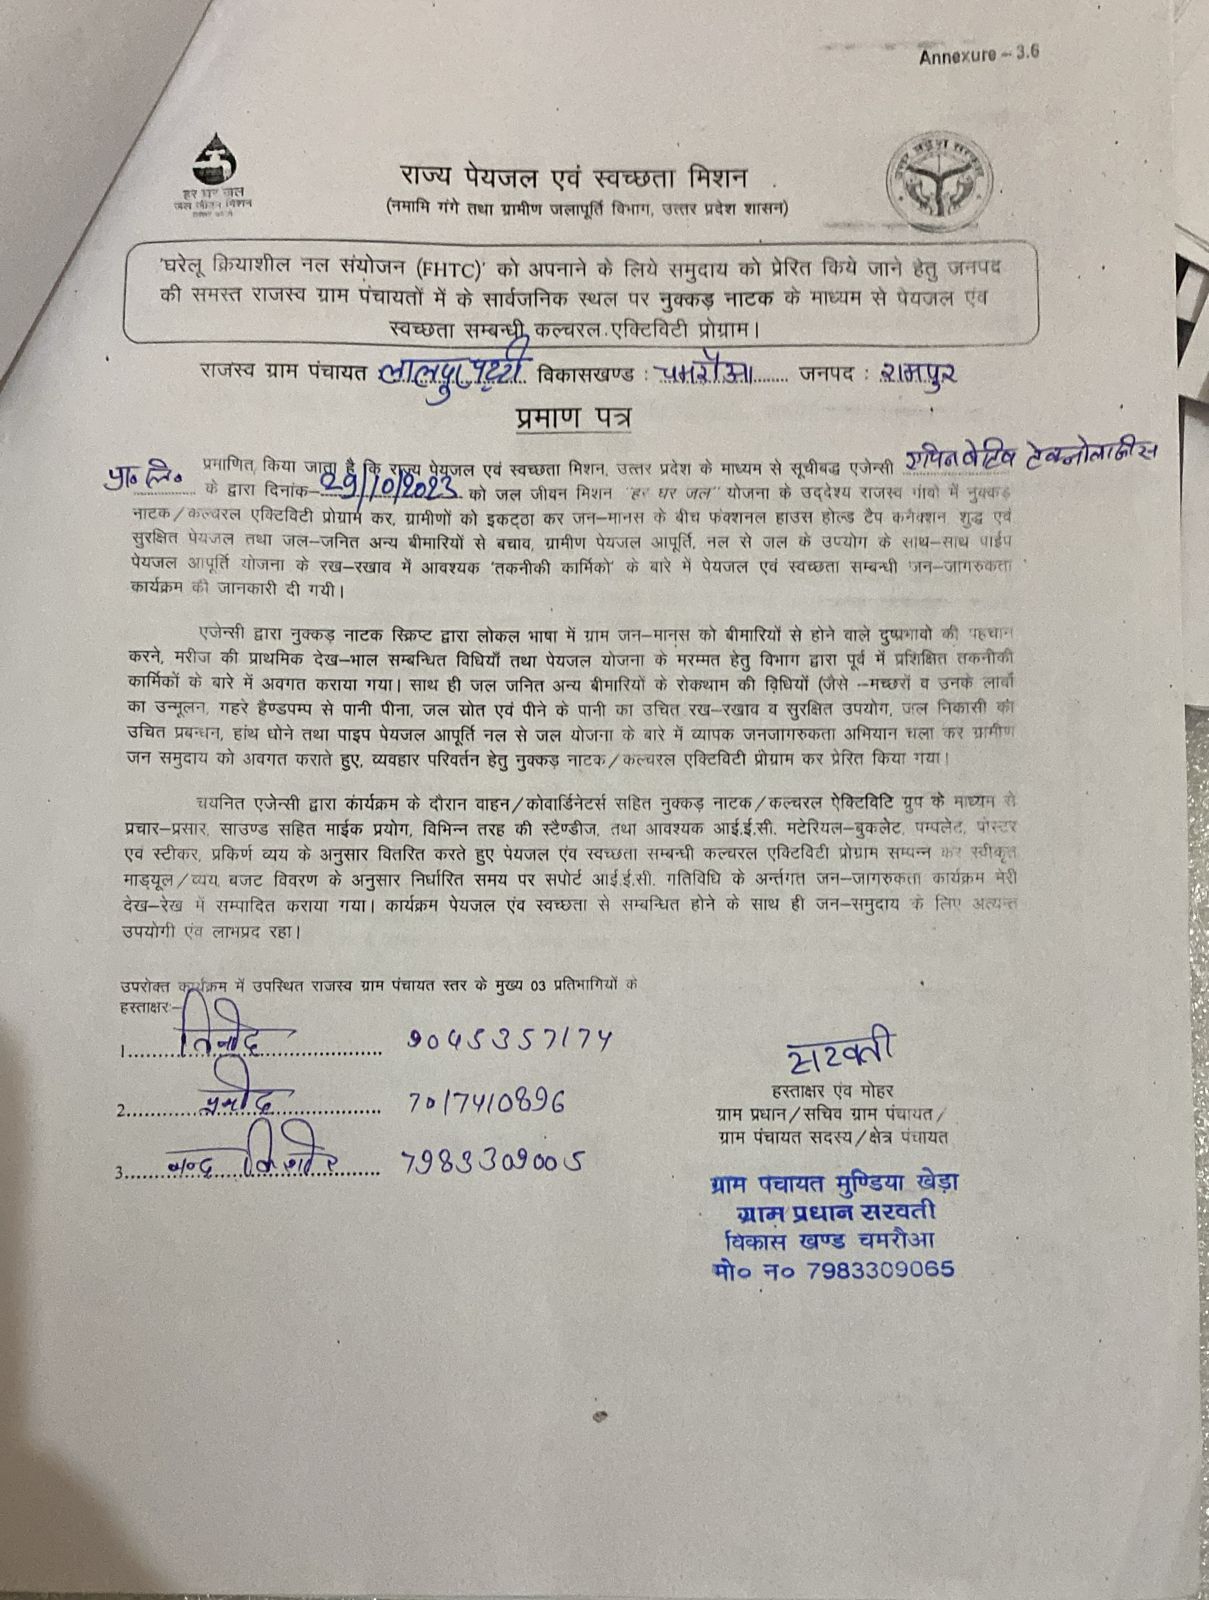 Annexure – 3.6
हर घर जल
जल जीवन मिशन
राज्य पेयजल एवं स्वच्छता मिशन
(नमामि गंगे तथा ग्रामीण जलापूर्ति विभाग, उत्तर प्रदेश शासन)
'घरेलू क्रियाशील नल संयोजन (FHTC)' को अपनाने के लिये समुदाय को प्रेरित किये जाने हेतु जनपद
की समस्त राजस्व ग्राम पंचायतों में के सार्वजनिक स्थल पर नुक्कड़ नाटक के माध्यम से पेयजल एंव
स्वच्छता सम्बन्धी कल्चरल एक्टिविटी प्रोग्राम।
राजस्व ग्राम पंचायत लालपुर पट्टी विकासखण्ड : चमरौआ जनपद : रामपुर
प्रमाण पत्र
प्रमाणित किया जाता है कि राज्य पेयजल एवं स्वच्छता मिशन, उत्तर प्रदेश के माध्यम से सूचीबद्ध एजेन्सी टेक्नोलाजीस
प्रा० लि० के द्वारा दिनांक–29/10/2023 को जल जीवन मिशन "हर घर जल" योजना के उद्देश्य राजस्व गांवो में नुक्कड़
नाटक/कल्चरल एक्टिविटी प्रोग्राम कर, ग्रामीणों को इकट्ठा कर जन–मानस के बीच फंक्शनल हाउस होल्ड टैप कनैक्शन, शुद्ध एवं
सुरक्षित पेयजल तथा जल–जनित अन्य बीमारियों से बचाव, ग्रामीण पेयजल आपूर्ति, नल से जल के उपयोग के साथ–साथ पाईप
पेयजल आपूर्ति योजना के रख–रखाव में आवश्यक 'तकनीकी कार्मिको' के बारे में पेयजल एवं स्वच्छता सम्बन्धी जन–जागरुकता
कार्यक्रम की जानकारी दी गयी।
एजेन्सी द्वारा नुक्कड़ नाटक स्क्रिप्ट द्वारा लोकल भाषा में ग्राम जन–मानस को बीमारियों से होने वाले दुष्प्रभावो की पहचान
करने, मरीज की प्राथमिक देख–भाल सम्बन्धित विधियाँ तथा पेयजल योजना के मरम्मत हेतु विभाग द्वारा पूर्व में प्रशिक्षित तकनीकी
कार्मिकों के बारे में अवगत कराया गया। साथ ही जल जनित अन्य बीमारियों के रोकथाम की विधियों (जैसे –मच्छरों व उनके लार्वा
का उन्मूलन, गहरे हैण्डपम्प से पानी पीना, जल स्रोत एवं पीने के पानी का उचित रख–रखाव व सुरक्षित उपयोग, जल निकासी का
उचित प्रबन्धन, हांथ धोने तथा पाइप पेयजल आपूर्ति नल से जल योजना के बारे में व्यापक जनजागरुकता अभियान चला कर ग्रामीण
जन समुदाय को अवगत कराते हुए, व्यवहार परिवर्तन हेतु नुक्कड़ नाटक/कल्चरल एक्टिविटी प्रोग्राम कर प्रेरित किया गया।
चयनित एजेन्सी द्वारा कार्यक्रम के दौरान वाहन/कोवार्डिनेटर्स सहित नुक्कड़ नाटक/कल्चरल ऐक्टिविटि ग्रुप के माध्यम से
प्रचार–प्रसार, साउण्ड सहित माईक प्रयोग, विभिन्न तरह की स्टैण्डीज, तथा आवश्यक आई.ई.सी. मटेरियल–बुकलेट, पम्पलेट, पोस्टर
एवं स्टीकर, प्रकिर्ण व्यय के अनुसार वितरित करते हुए पेयजल एंव स्वच्छता सम्बन्धी कल्चरल एक्टिविटी प्रोग्राम सम्पन्न कर स्वीकृत
माड्यूल/व्यय बजट विवरण के अनुसार निर्धारित समय पर सपोर्ट आई.ई.सी. गतिविधि के अर्न्तगत जन–जागरुकता कार्यक्रम मेरी
देख–रेख में सम्पादित कराया गया। कार्यक्रम पेयजल एंव स्वच्छता से सम्बन्धित होने के साथ ही जन–समुदाय के लिए अत्यन्त
उपयोगी एंव लाभप्रद रहा।
उपरोक्त कार्यक्रम में उपस्थित राजस्व ग्राम पंचायत स्तर के मुख्य 03 प्रतिभागियों के
हस्ताक्षर:–
1. विनोद 9045357174
2. प्रमोद 7017410896
3. नन्द किशोर 7983309005
सरवती
हस्ताक्षर एंव मोहर
ग्राम प्रधान/सचिव ग्राम पंचायत/
ग्राम पंचायत सदस्य/क्षेत्र पंचायत
ग्राम पंचायत मुण्डिया खेड़ा
ग्राम प्रधान सरवती
विकास खण्ड चमरौआ
मो० न० 7983309065